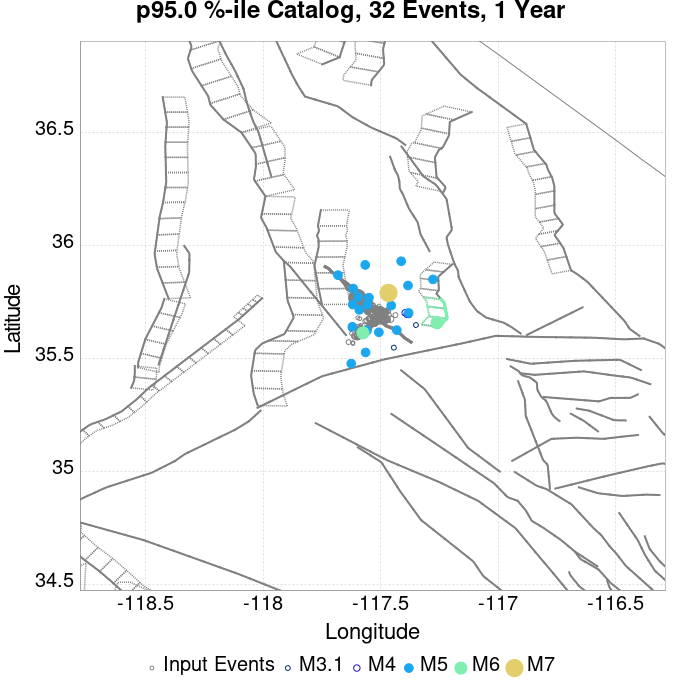 p95.0 %-ile Catalog, 32 Events, 1 Year
Latitude
36.5
36
35.5
35
34.5
-118.5 -118 -117.5 -117 -116.5
Longitude
Input Events M3.1 M4 M5 M6 M7